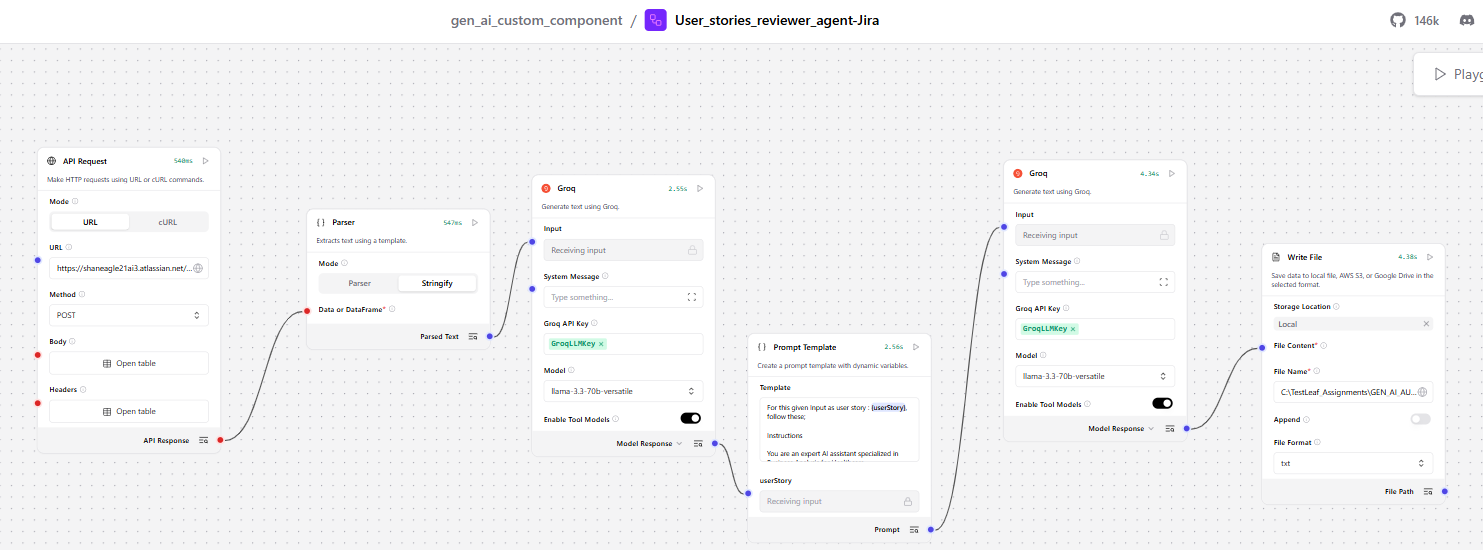 gen_ai_custom_component / User_stories_reviewer_agent-Jira
146k
Playg
API Request 540ms
Make HTTP requests using URL or cURL commands.
Mode
URL cURL
URL
https://shaneagle21ai3.atlassian.net/...
Method
POST
Body
Open table
Headers
Open table
API Response
Parser 547ms
Extracts text using a template.
Mode
Parser Stringify
Data or DataFrame*
Parsed Text
Groq 2.55s
Generate text using Groq.
Input
Receiving input
System Message
Type something...
Groq API Key
GroqLLMKey ×
Model
llama-3.3-70b-versatile
Enable Tool Models
Model Response
Prompt Template 2.56s
Create a prompt template with dynamic variables.
Template
For this given Input as user story : {userStory},
follow these;
Instructions
You are an expert AI assistant specialized in
userStory
Receiving input
Prompt
Groq 4.34s
Generate text using Groq.
Input
Receiving input
System Message
Type something...
Groq API Key
GroqLLMKey ×
Model
llama-3.3-70b-versatile
Enable Tool Models
Model Response
Write File 4.38s
Save data to local file, AWS S3, or Google Drive in the
selected format.
Storage Location
Local
File Content*
File Name*
C:\TestLeaf_Assignments\GEN_AI_AU...
Append
File Format
txt
File Path